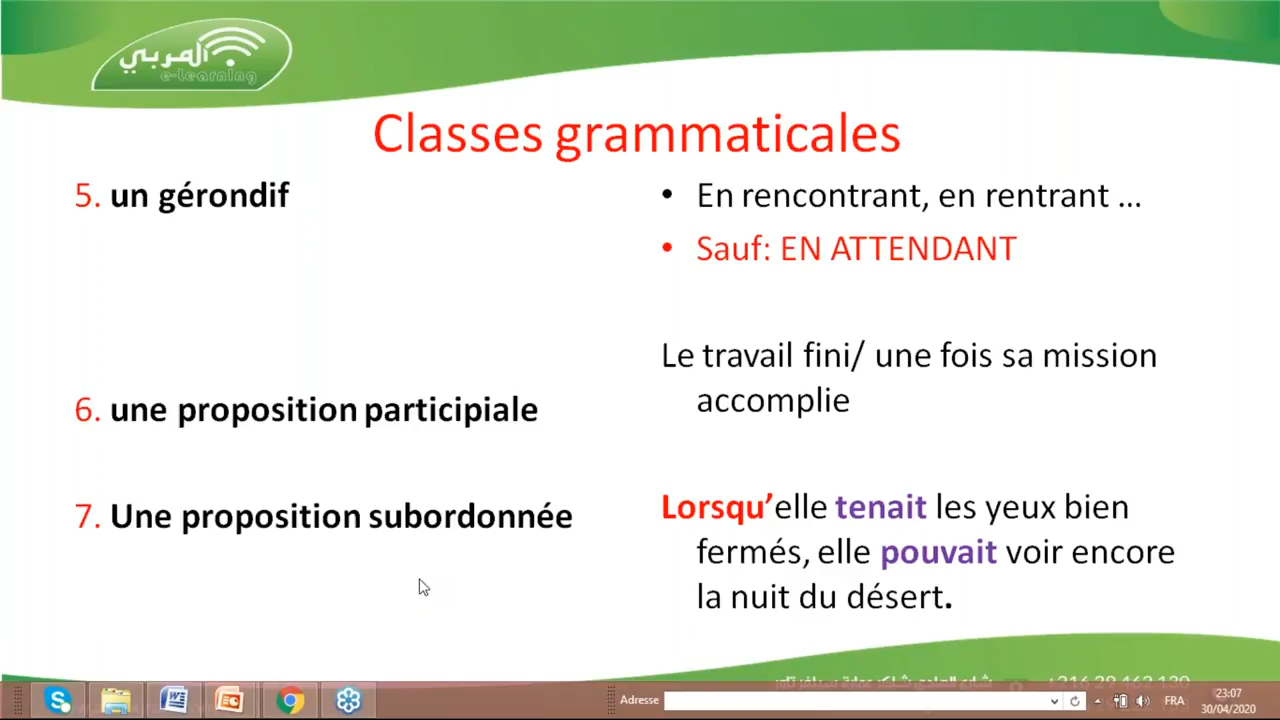 العربي
e-Learning
Classes grammaticales
5. un gérondif
• En rencontrant, en rentrant ...
• Sauf: EN ATTENDANT
Le travail fini/ une fois sa mission
accomplie
6. une proposition participiale
7. Une proposition subordonnée
Lorsqu’elle tenait les yeux bien
fermés, elle pouvait voir encore
la nuit du désert.
Adresse
FRA
23:07
30/04/2020